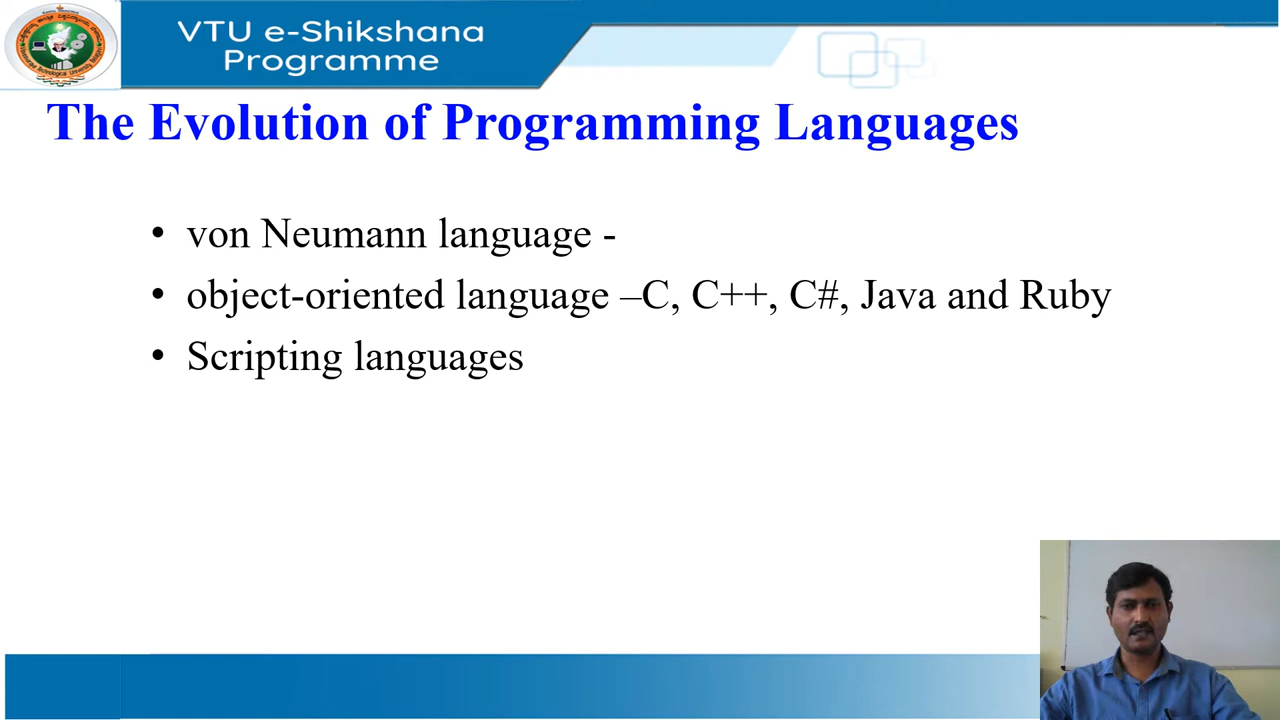 VTU e-Shikshana
Programme
The Evolution of Programming Languages
• von Neumann language -
• object-oriented language –C, C++, C#, Java and Ruby
• Scripting languages